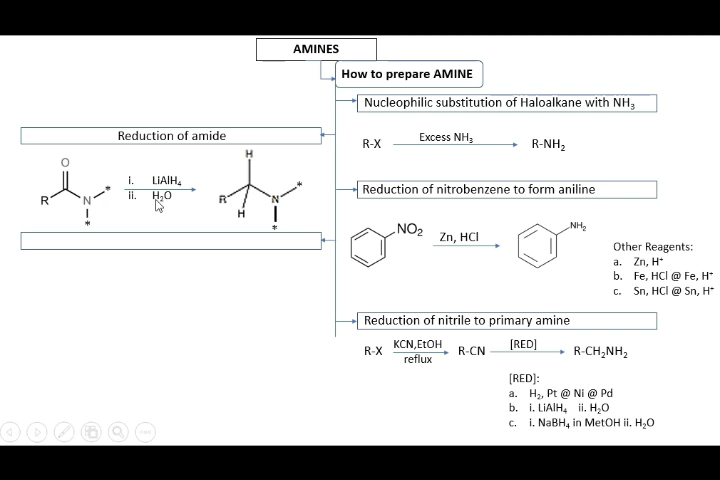 AMINES
How to prepare AMINE
Nucleophilic substitution of Haloalkane with NH₃
R-X Excess NH₃ R-NH₂
Reduction of amide
O
R N * *
i. LiAlH₄
ii. H₂O
H
R N * *
H
Reduction of nitrobenzene to form aniline
NO₂ Zn, HCl NH₂
Other Reagents:
a. Zn, H⁺
b. Fe, HCl @ Fe, H⁺
c. Sn, HCl @ Sn, H⁺
Reduction of nitrile to primary amine
R-X KCN,EtOH R-CN [RED] R-CH₂NH₂
reflux
[RED]:
a. H₂, Pt @ Ni @ Pd
b. i. LiAlH₄ ii. H₂O
c. i. NaBH₄ in MetOH ii. H₂O